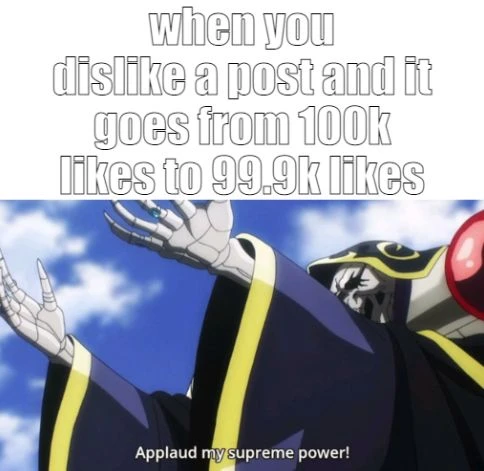 when you
dislike a post and it
goes from 100k
likes to 99.9k likes
Applaud my supreme power!